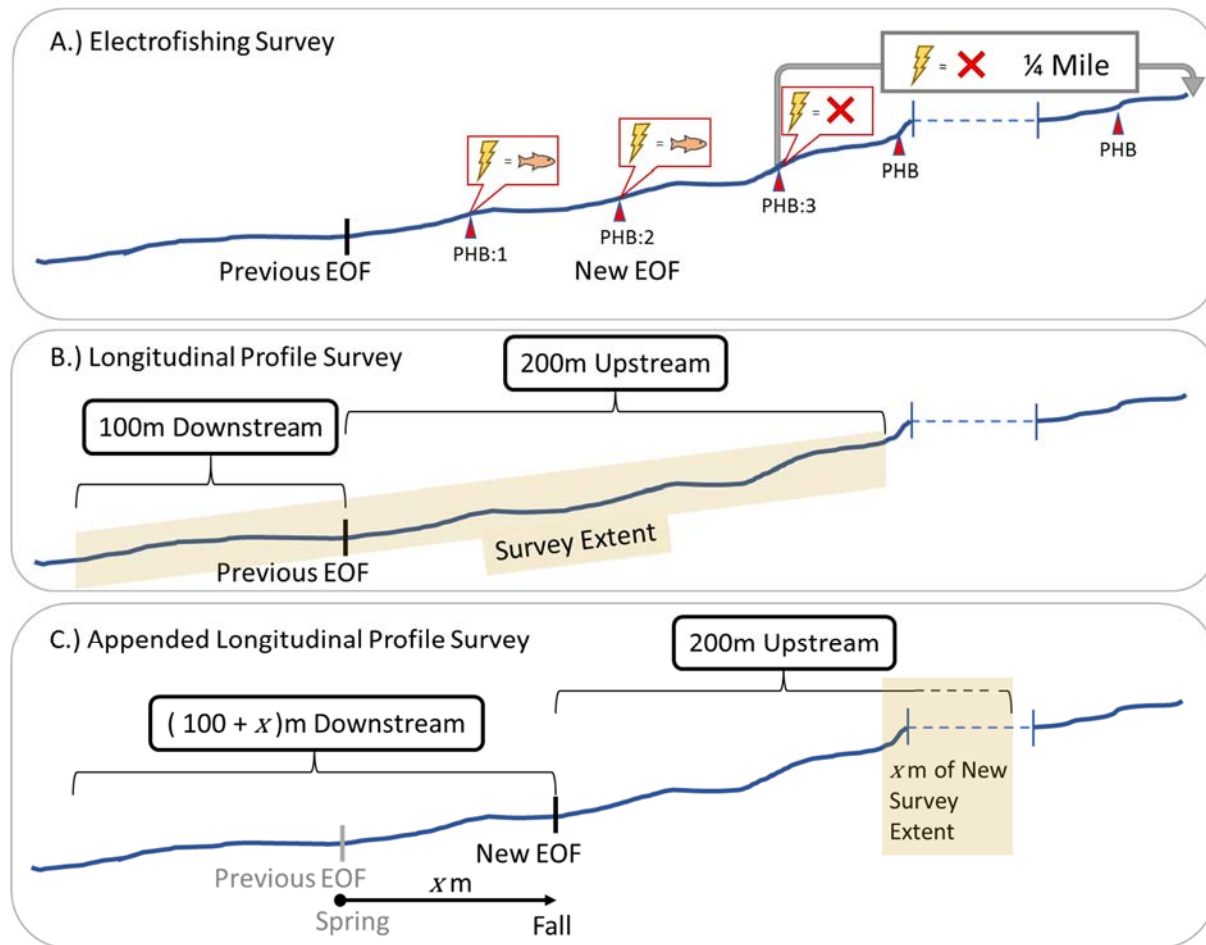 A.) Electrofishing Survey
= ¼ Mile
=
=
=
PHB:1
PHB:2
PHB:3
PHB
PHB
Previous EOF
New EOF
B.) Longitudinal Profile Survey
200m Upstream
100m Downstream
Survey Extent
Previous EOF
C.) Appended Longitudinal Profile Survey
200m Upstream
( 100 + x )m Downstream
x m of New
Survey
Extent
New EOF
Previous EOF
x m
Spring
Fall